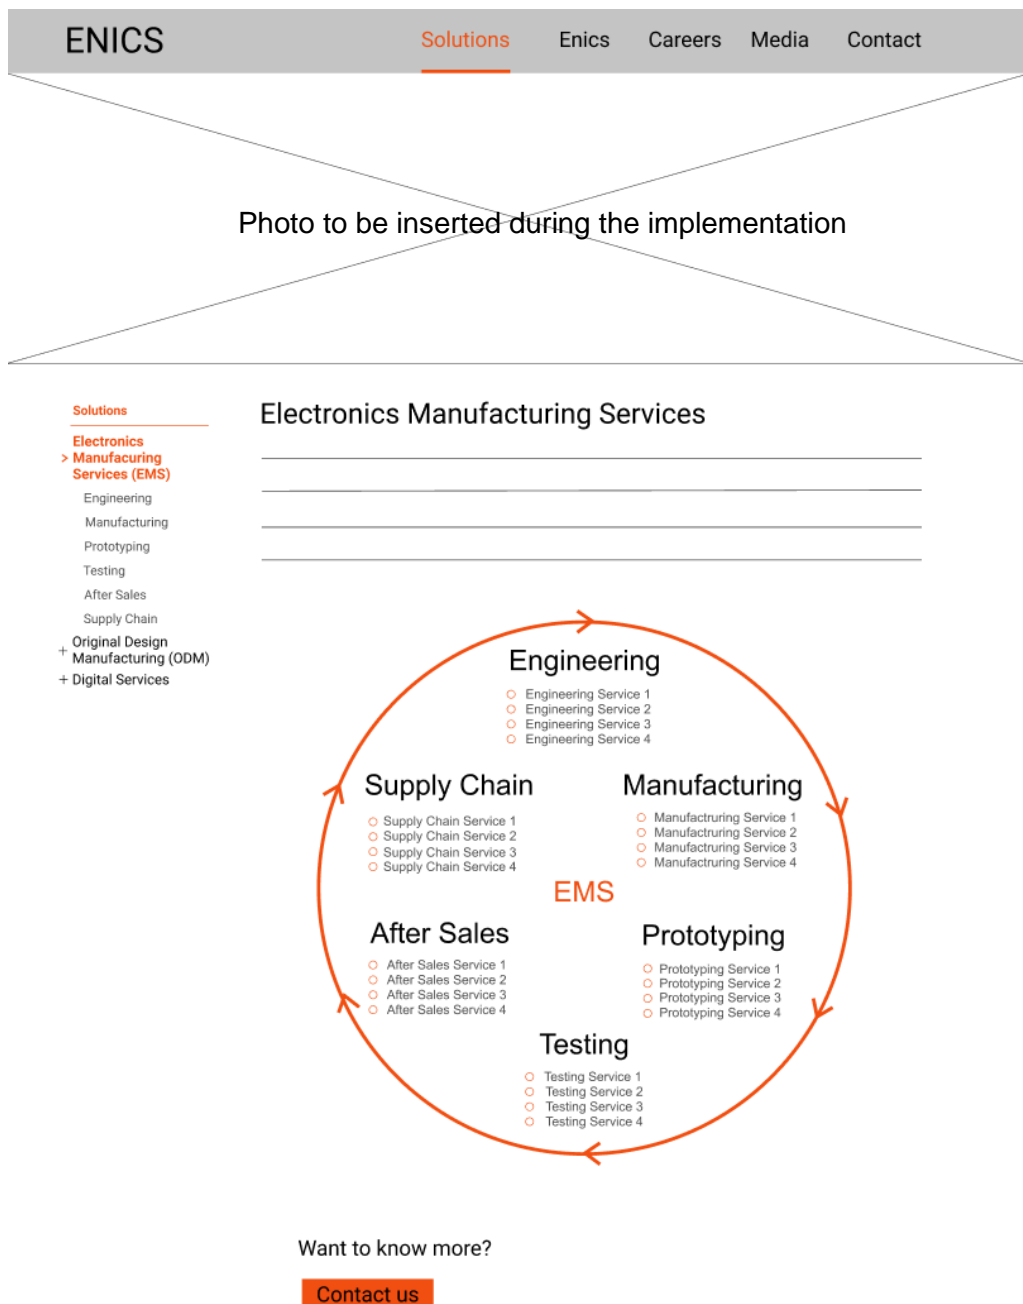 ENICS
Solutions Enics Careers Media Contact
Photo to be inserted during the implementation
Solutions
Electronics
> Manufacuring
Services (EMS)
Engineering
Manufacturing
Prototyping
Testing
After Sales
Supply Chain
+ Original Design
Manufacturing (ODM)
+ Digital Services
Electronics Manufacturing Services
Engineering
Engineering Service 1
Engineering Service 2
Engineering Service 3
Engineering Service 4
Supply Chain
Supply Chain Service 1
Supply Chain Service 2
Supply Chain Service 3
Supply Chain Service 4
Manufacturing
Manufactruring Service 1
Manufactruring Service 2
Manufactruring Service 3
Manufactruring Service 4
EMS
After Sales
After Sales Service 1
After Sales Service 2
After Sales Service 3
After Sales Service 4
Prototyping
Prototyping Service 1
Prototyping Service 2
Prototyping Service 3
Prototyping Service 4
Testing
Testing Service 1
Testing Service 2
Testing Service 3
Testing Service 4
Want to know more?
Contact us